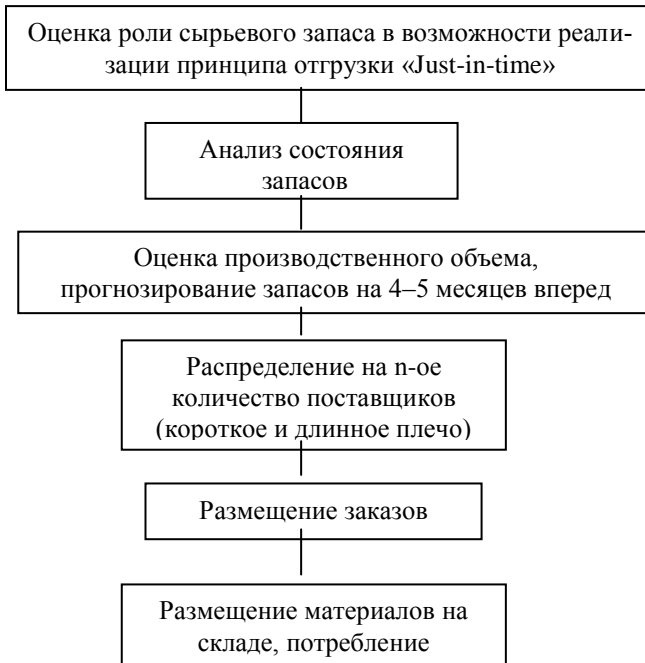 Оценка роли сырьевого запаса в возможности реали-
зации принципа отгрузки «Just-in-time»
Анализ состояния
запасов
Оценка производственного объема,
прогнозирование запасов на 4–5 месяцев вперед
Распределение на n-ое
количество поставщиков
(короткое и длинное плечо)
Размещение заказов
Размещение материалов на
складе, потребление